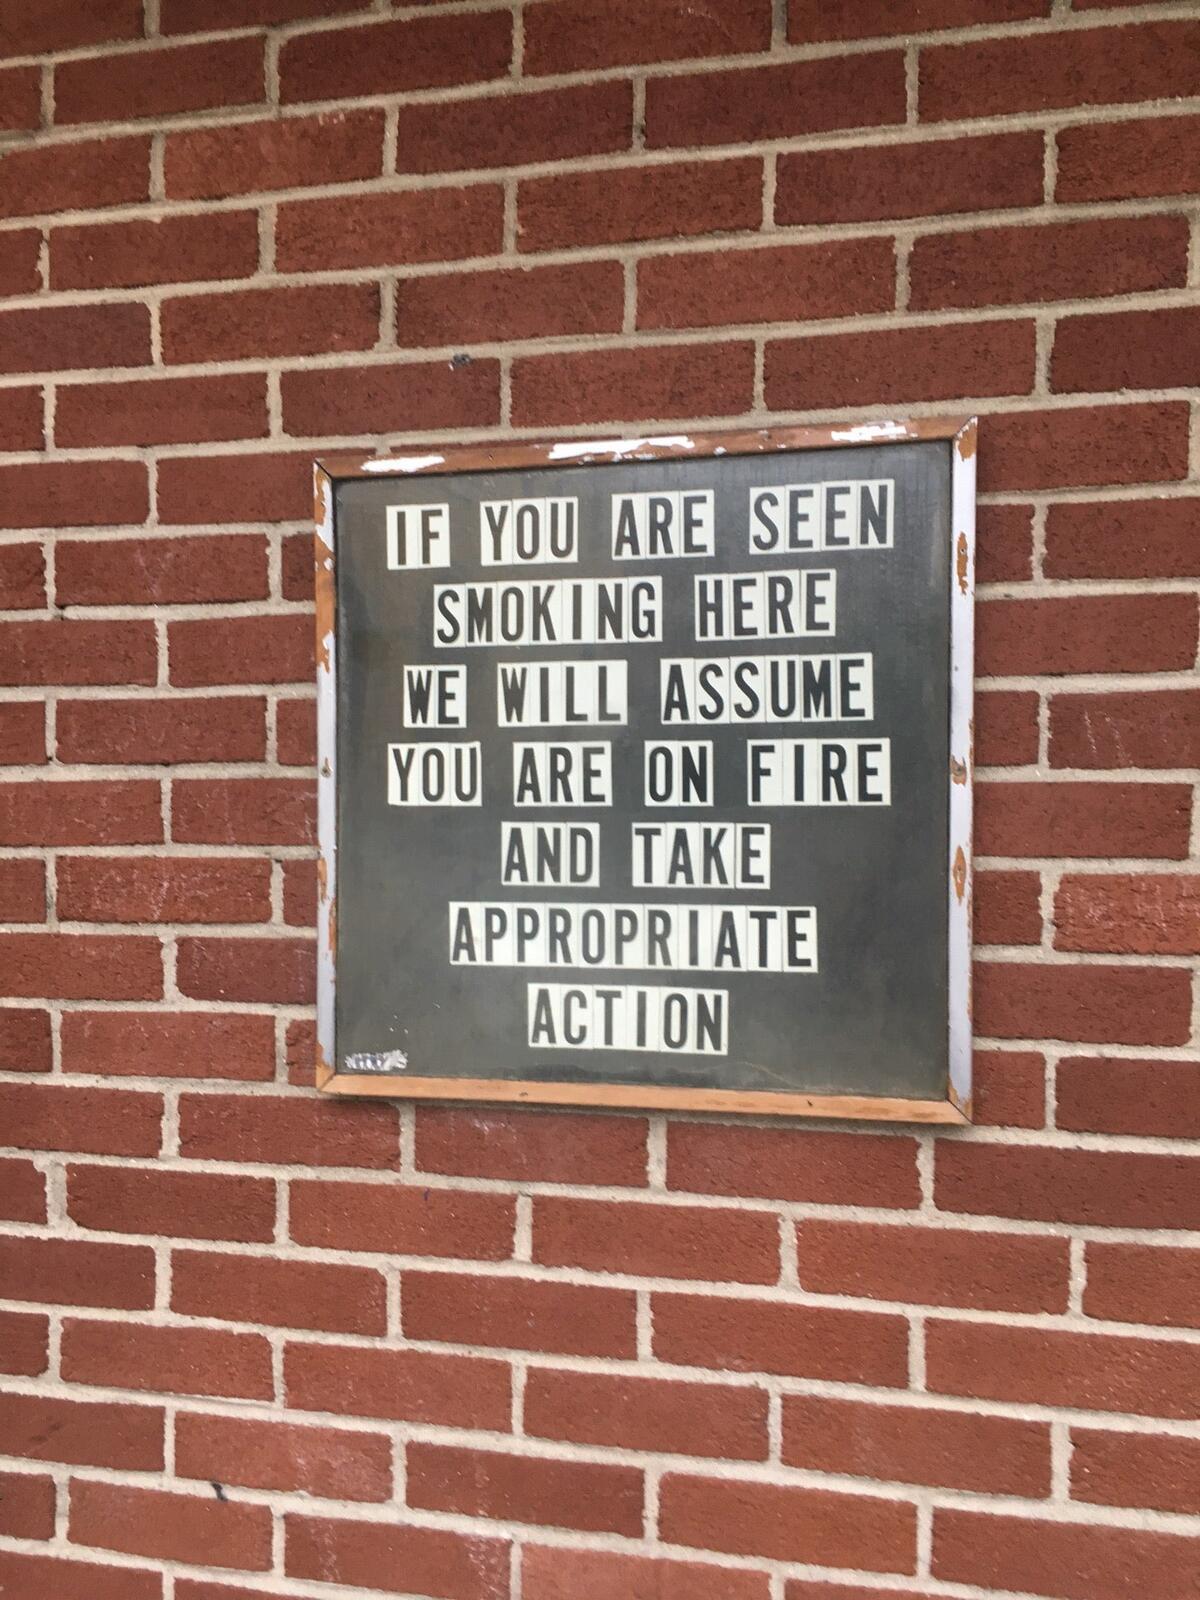 IF YOU ARE SEEN
SMOKING HERE
WE WILL ASSUME
YOU ARE ON FIRE
AND TAKE
APPROPRIATE
ACTION